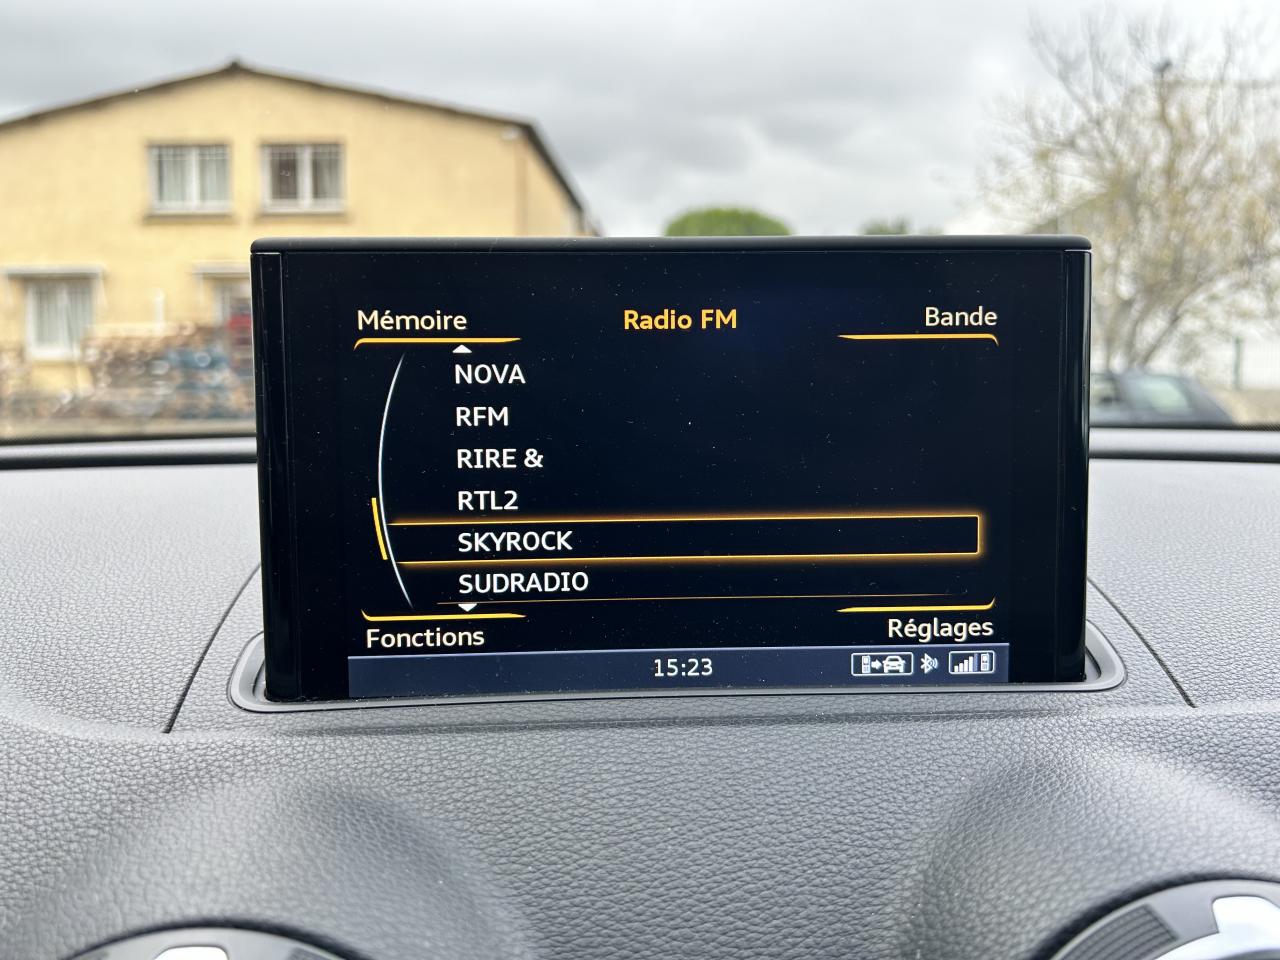 Mémoire
Radio FM
Bande
NOVA
RFM
RIRE &
RTL2
SKYROCK
SUDRADIO
Fonctions
Réglages
15:23